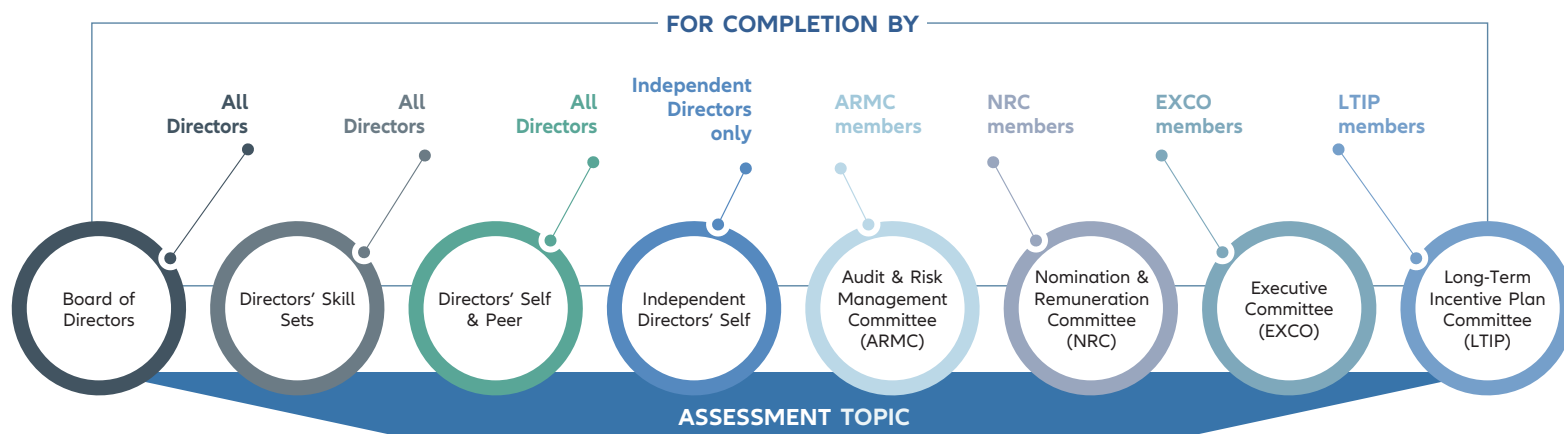 FOR COMPLETION BY
All
Directors
All
Directors
All
Directors
Independent
Directors
only
ARMC
members
NRC
members
EXCO
members
LTIP
members
Board of
Directors
Directors’ Skill
Sets
Directors’ Self
& Peer
Independent
Directors’ Self
Audit & Risk
Management
Committee
(ARMC)
Nomination &
Remuneration
Committee
(NRC)
Executive
Committee
(EXCO)
Long-Term
Incentive Plan
Committee
(LTIP)
ASSESSMENT TOPIC